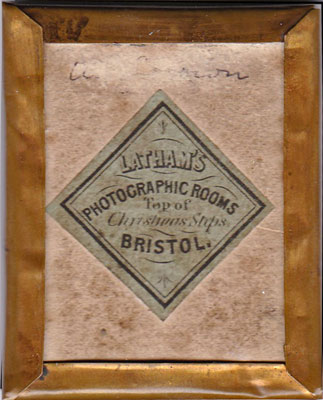 LATHAM'S
PHOTOGRAPHIC ROOMS
Top of
Christmas Steps,
BRISTOL.